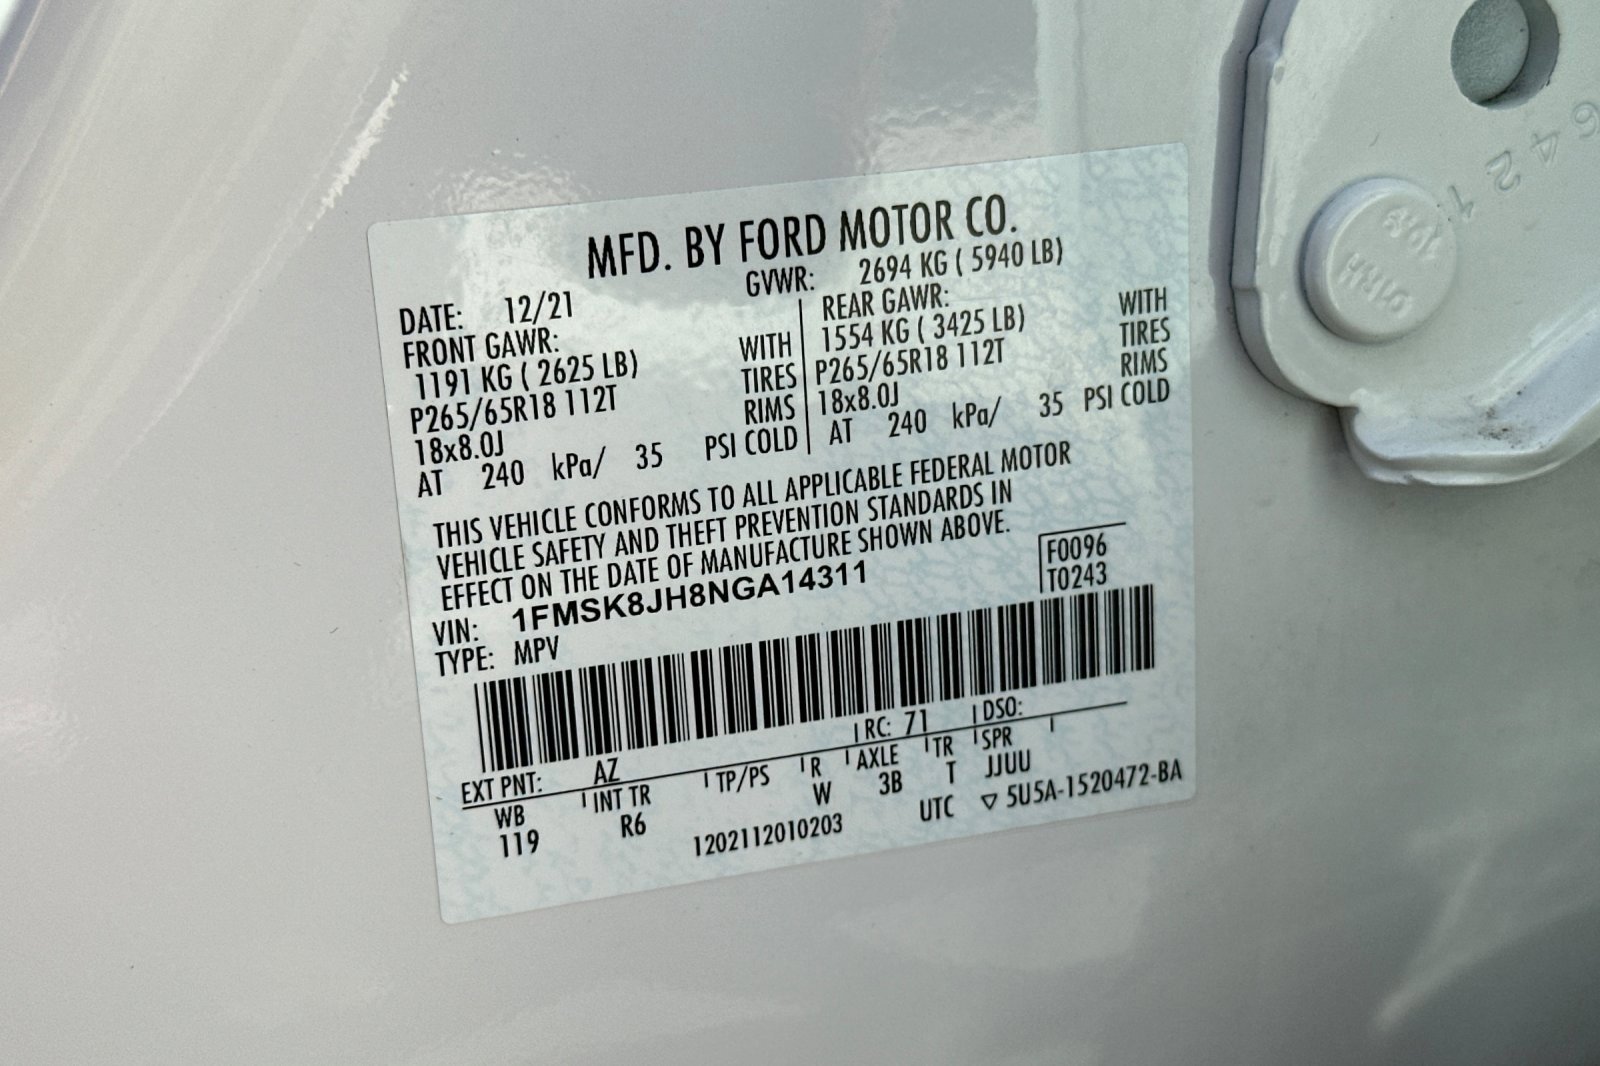 MFD. BY FORD MOTOR CO.
DATE: 12/21 GVWR: 2694 KG ( 5940 LB)
FRONT GAWR:
1191 KG ( 2625 LB) WITH
P265/65R18 112T TIRES
18x8.0J RIMS
AT 240 kPa/ 35 PSI COLD
REAR GAWR:
1554 KG ( 3425 LB) WITH
P265/65R18 112T TIRES
18x8.0J RIMS
AT 240 kPa/ 35 PSI COLD
THIS VEHICLE CONFORMS TO ALL APPLICABLE FEDERAL MOTOR
VEHICLE SAFETY AND THEFT PREVENTION STANDARDS IN
EFFECT ON THE DATE OF MANUFACTURE SHOWN ABOVE.
VIN: 1FMSK8JH8NGA14311
TYPE: MPV
F0096
T0243
EXT PNT: AZ RC: 71 DSO:
WB INT TR TP/PS R AXLE TR SPR
119 R6 W 3B T JJUU
1202112010203 UTC ▽ 5U5A-1520472-BA